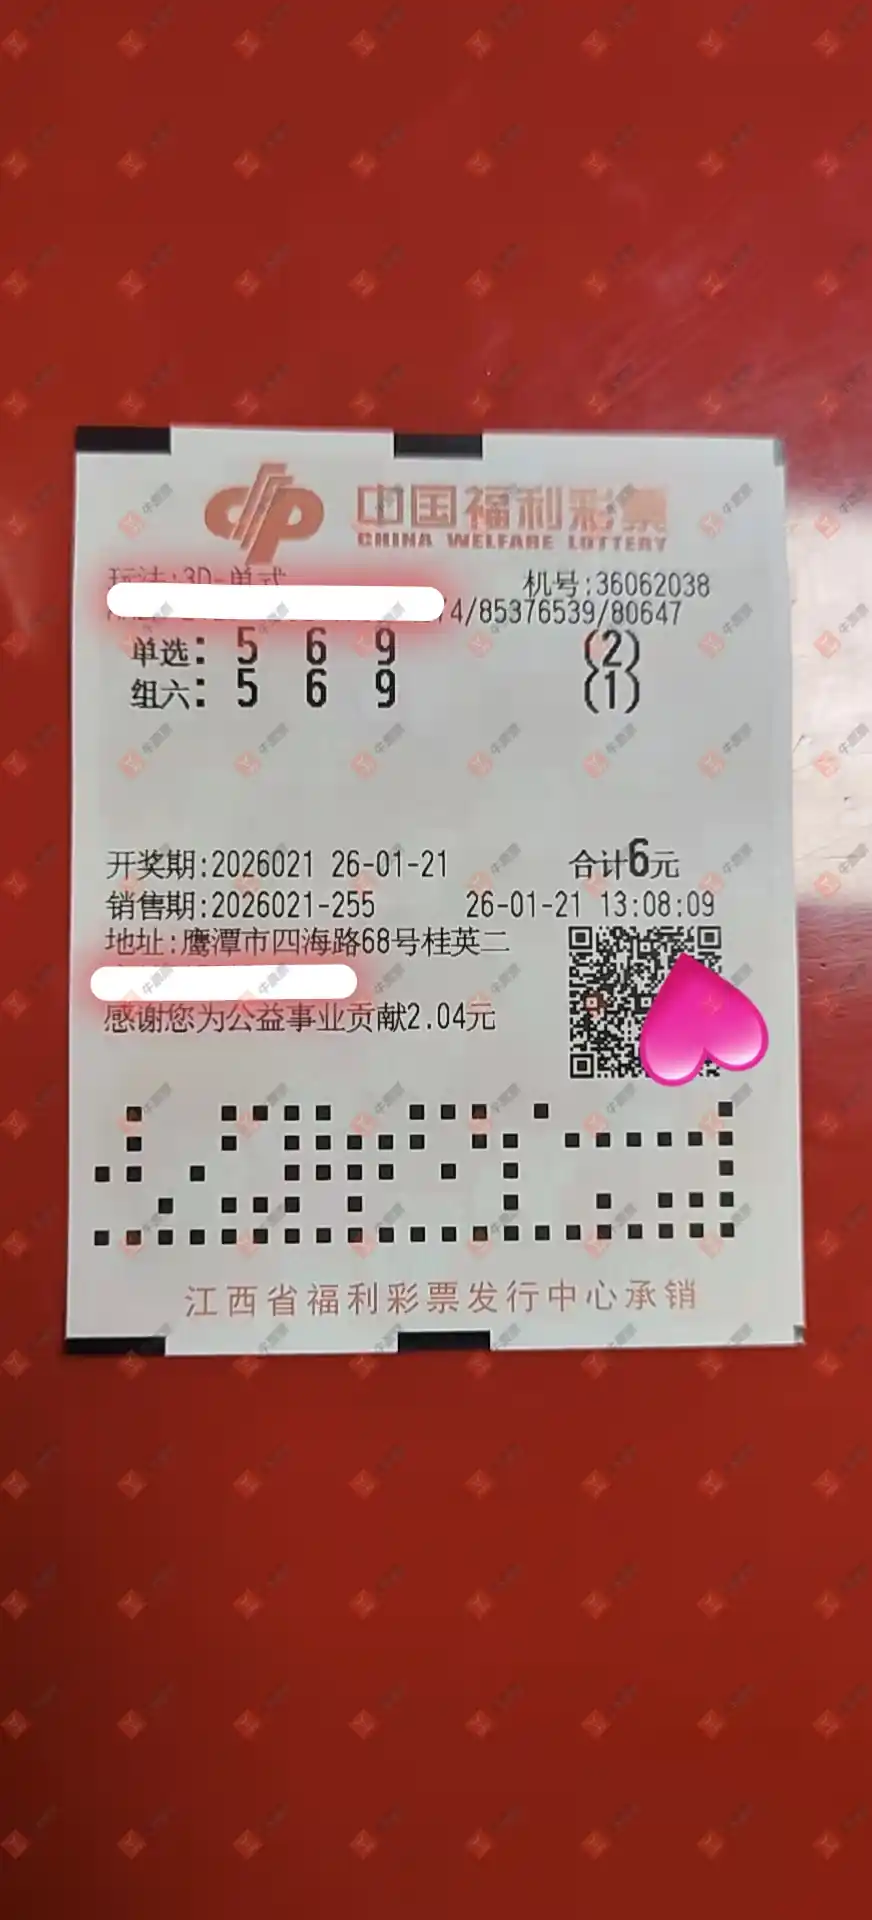 中国福利彩票
CHINA WELFARE LOTTERY
玩法:3D-单式 机号:36062038
4/85376539/80647
单选: 5 6 9 (2)
组六: 5 6 9 (1)
开奖期:2026021 26-01-21 合计6元
销售期:2026021-255 26-01-21 13:08:09
地址:鹰潭市四海路68号桂英二
感谢您为公益事业贡献2.04元
江西省福利彩票发行中心承销